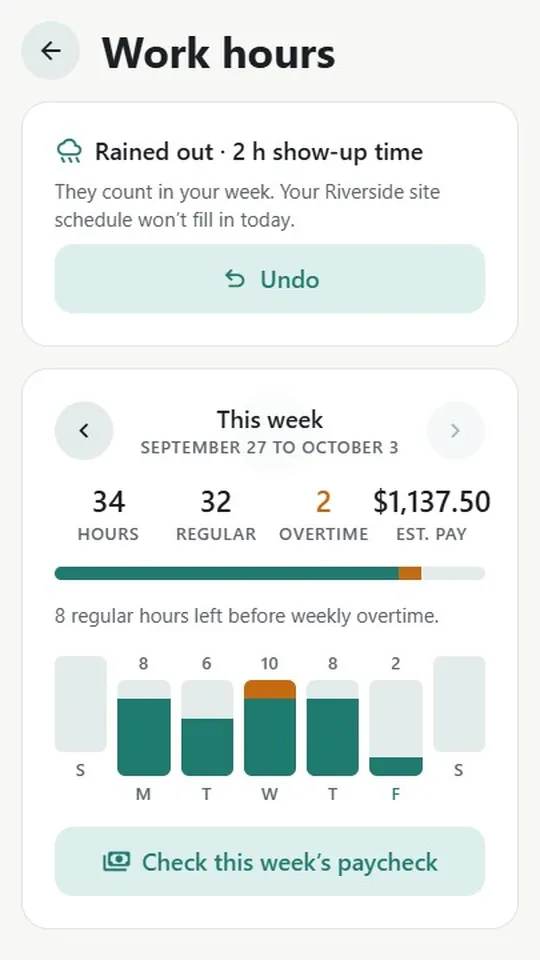 Work hours
Rained out · 2 h show-up time
They count in your week. Your Riverside site
schedule won’t fill in today.
Undo
This week
SEPTEMBER 27 TO OCTOBER 3
34 32 2 $1,137.50
HOURS REGULAR OVERTIME EST. PAY
8 regular hours left before weekly overtime.
8 6 10 8 2
S M T W T F S
Check this week’s paycheck